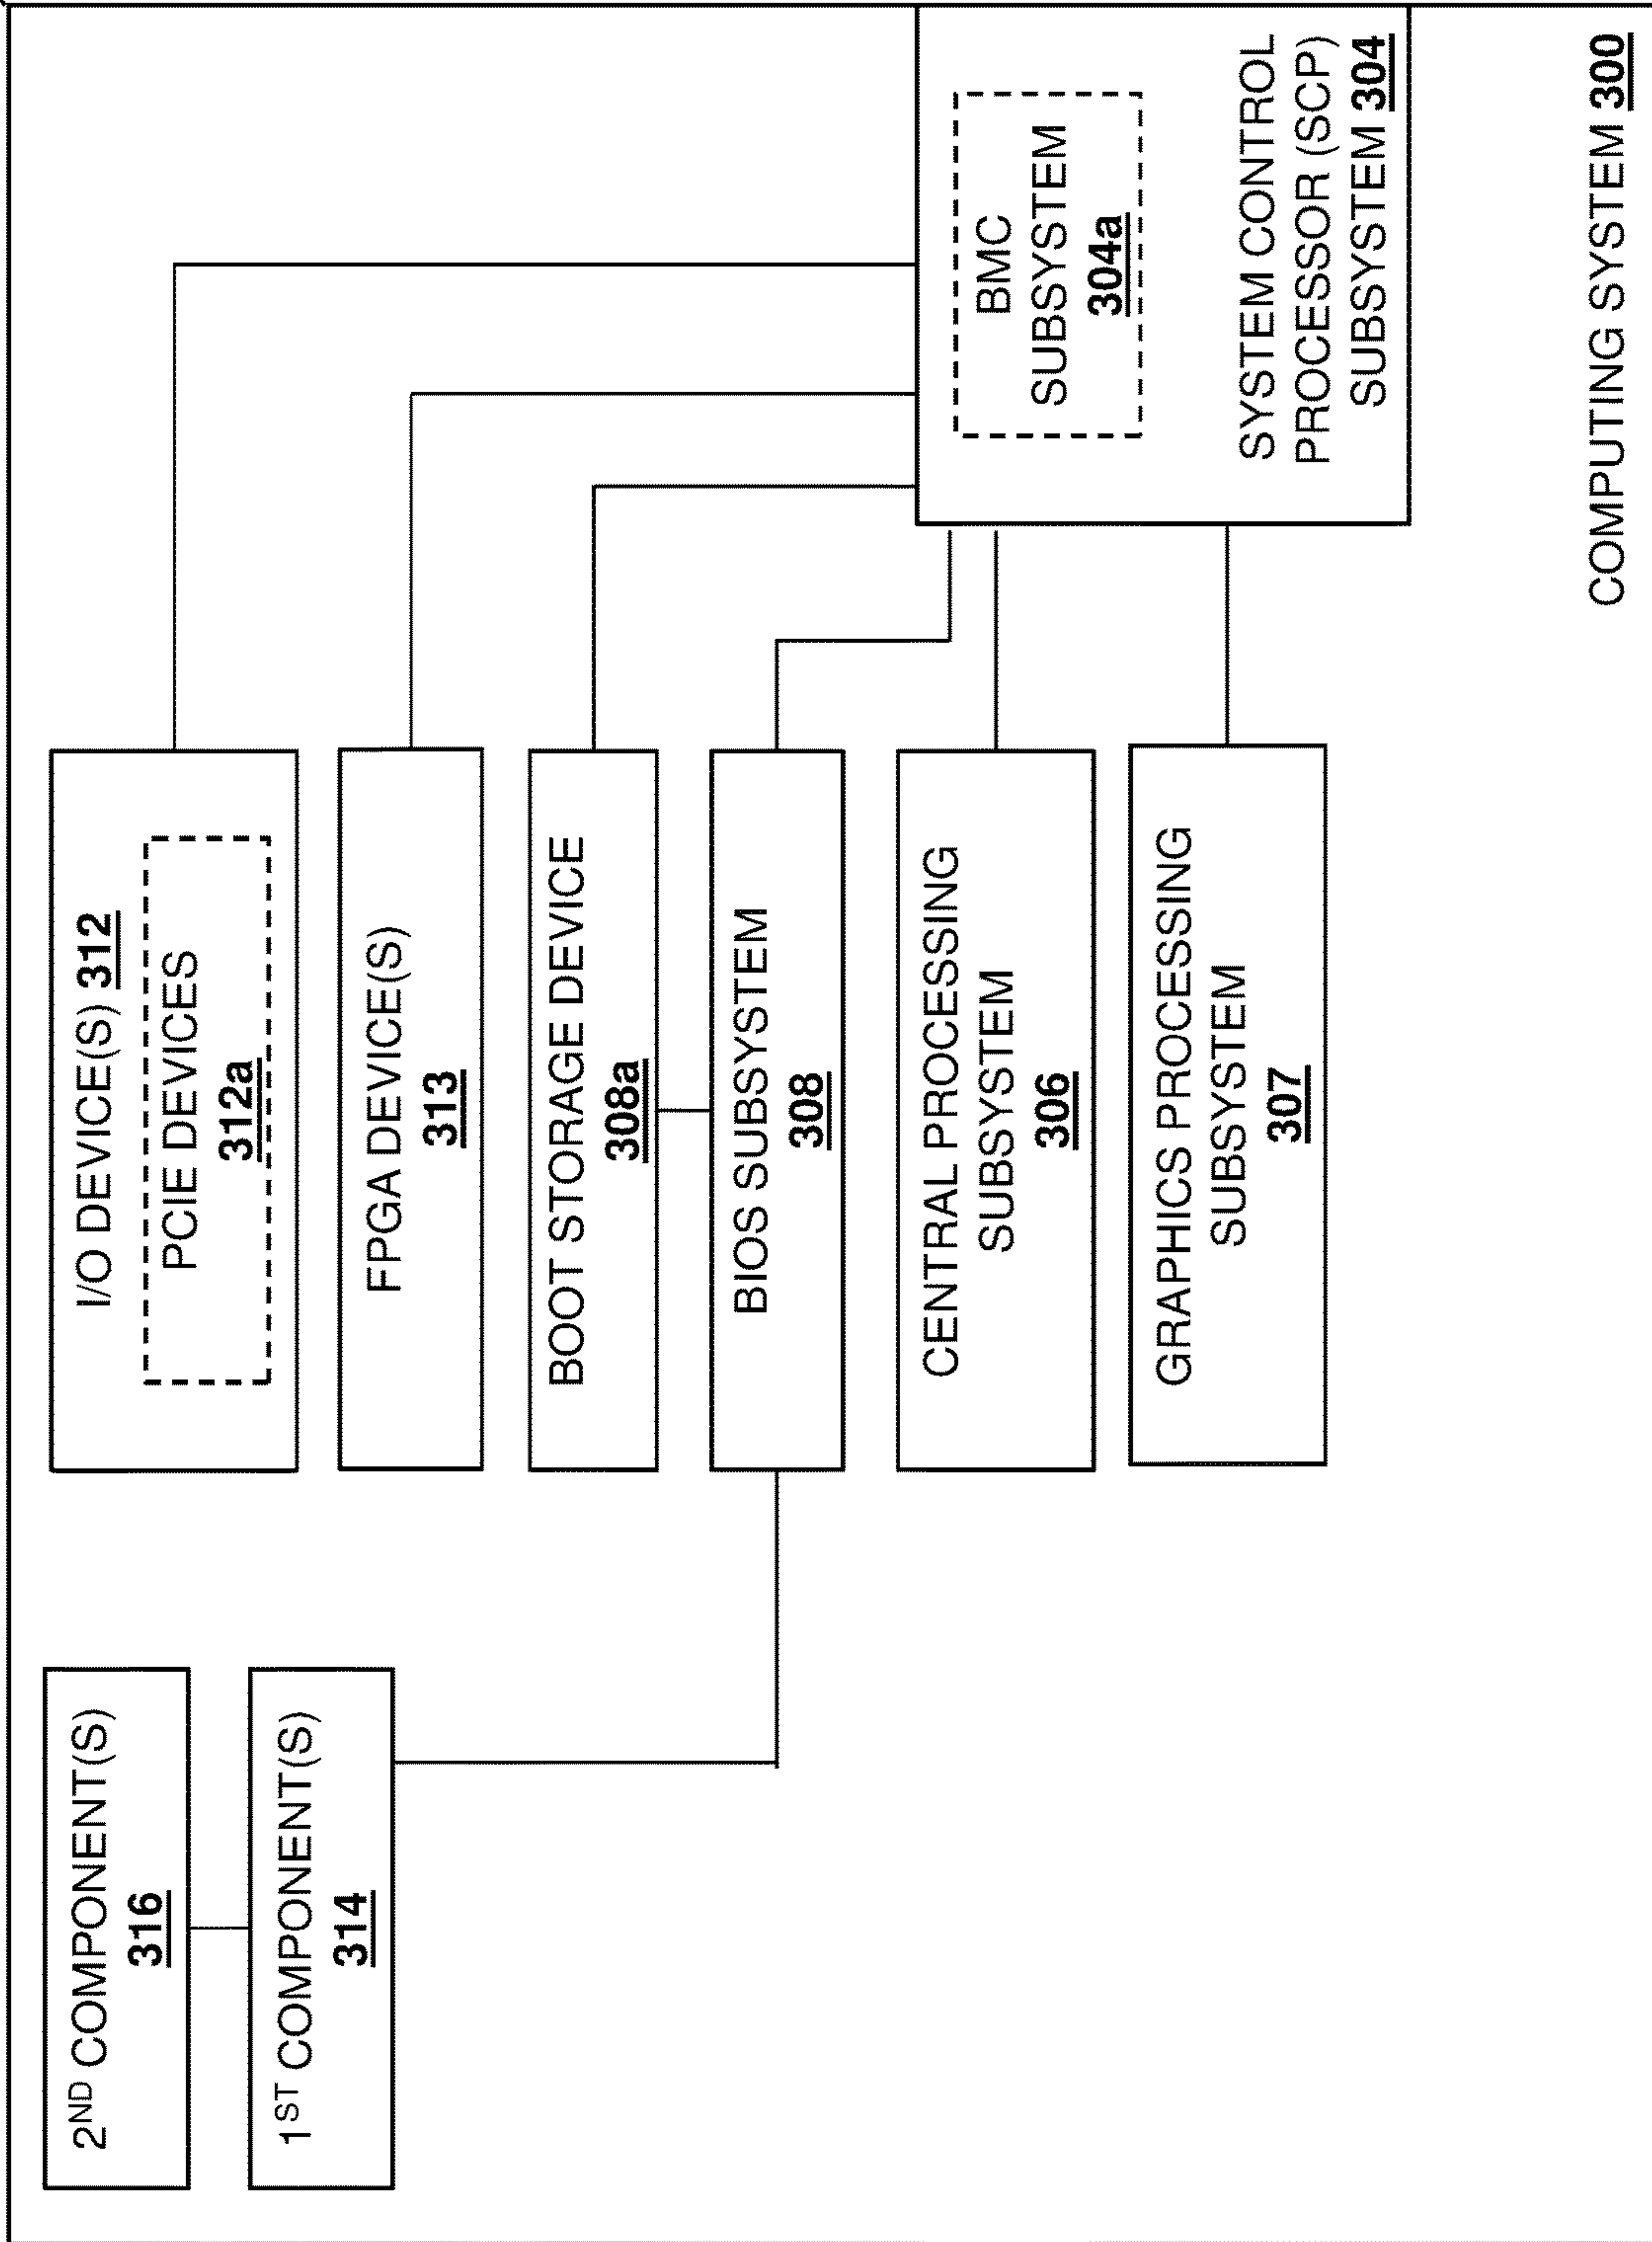 2ND COMPONENT(S)
316
1ST COMPONENT(S)
314
I/O DEVICE(S) 312
PCIE DEVICES
312a
FPGA DEVICE(S)
313
BOOT STORAGE DEVICE
308a
BIOS SUBSYSTEM
308
CENTRAL PROCESSING
SUBSYSTEM
306
GRAPHICS PROCESSING
SUBSYSTEM
307
BMC
SUBSYSTEM
304a
SYSTEM CONTROL
PROCESSOR (SCP)
SUBSYSTEM 304
COMPUTING SYSTEM 300